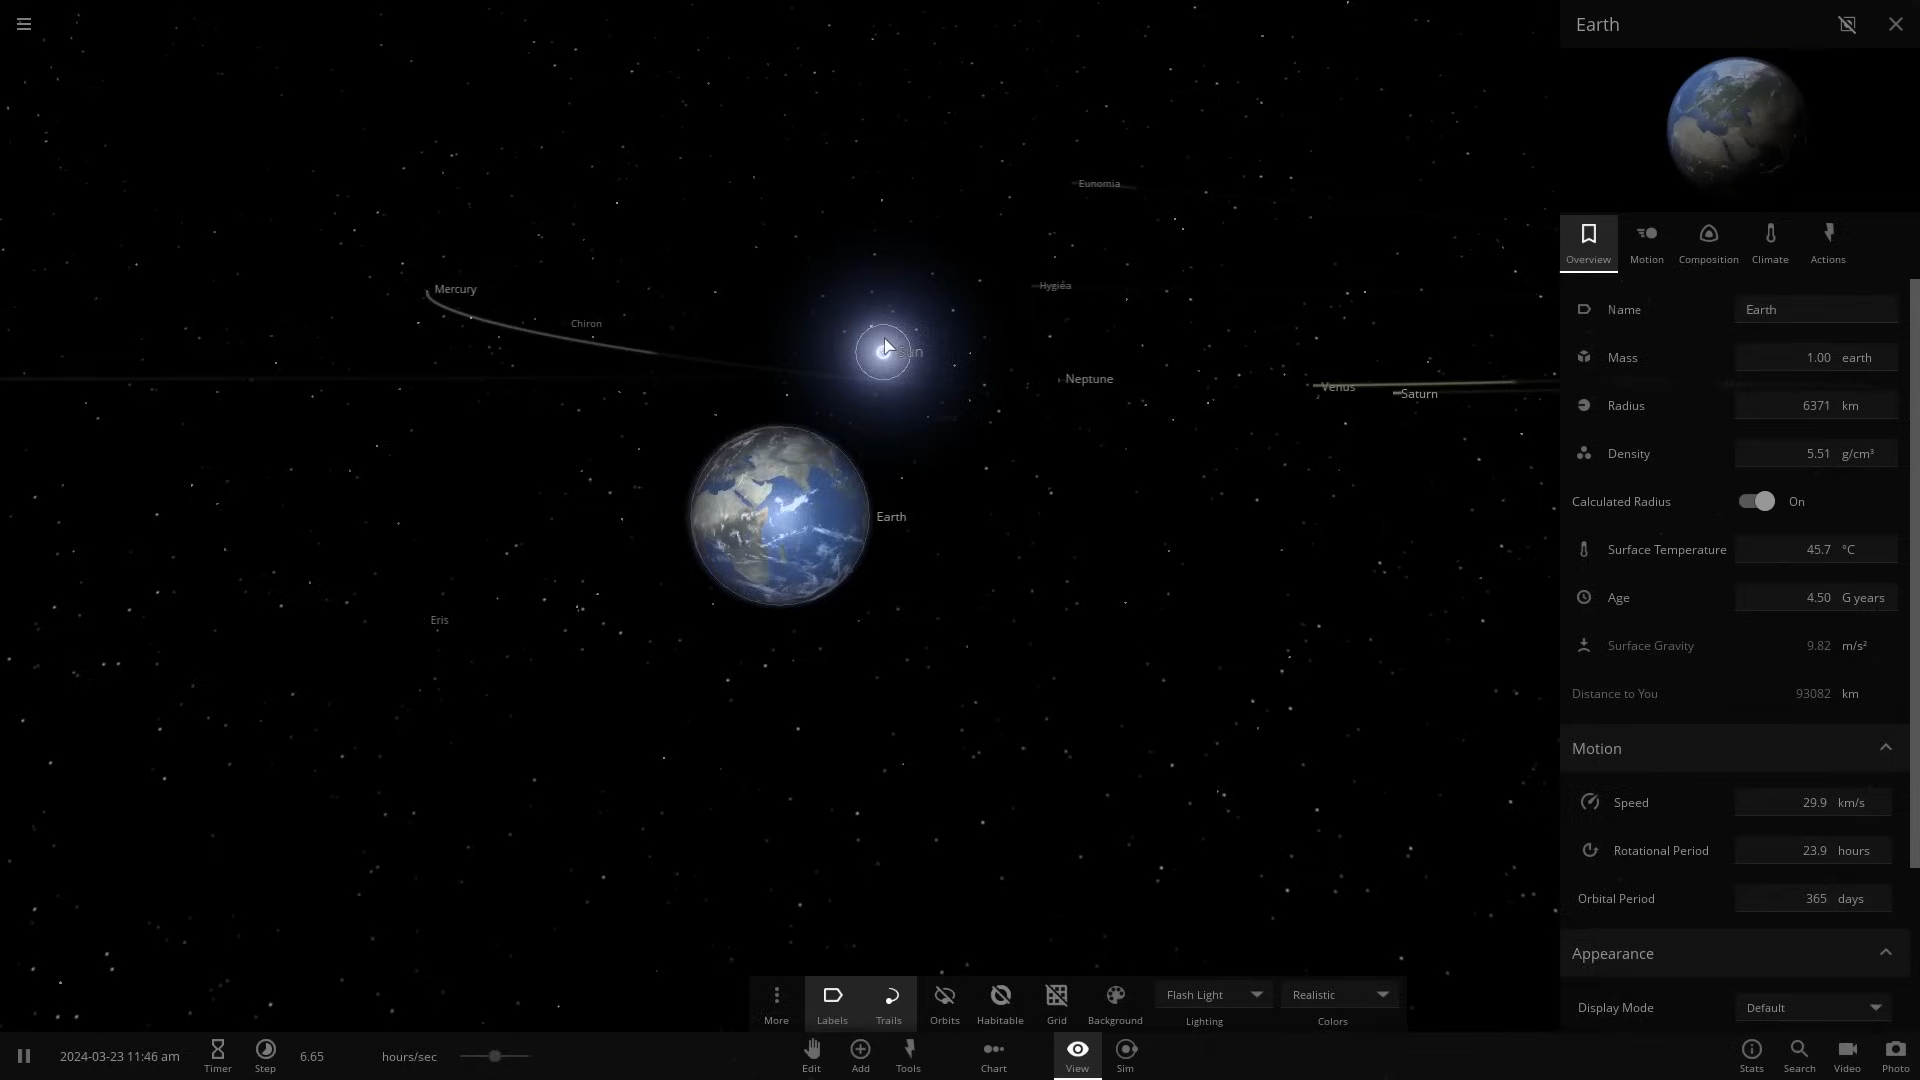 Earth
Eunomia
Mercury
Hygiea
Chiron
Sun
Neptune
Venus
Saturn
Earth
Eris
Overview
Motion
Composition
Climate
Actions
Name Earth
Mass 1.00 earth
Radius 6371 km
Density 5.51 g/cm³
Calculated Radius On
Surface Temperature 45.7 °C
Age 4.50 G years
Surface Gravity 9.82 m/s²
Distance to You 93082 km
Motion
Speed 29.9 km/s
Rotational Period 23.9 hours
Orbital Period 365 days
Appearance
Display Mode Default
More
Labels
Trails
Orbits
Habitable
Grid
Background
Flash Light
Lighting
Realistic
Colors
2024-03-23 11:46 am
Timer
Step
6.65 hours/sec
Edit
Add
Tools
Chart
View
Sim
Stats
Search
Video
Photo